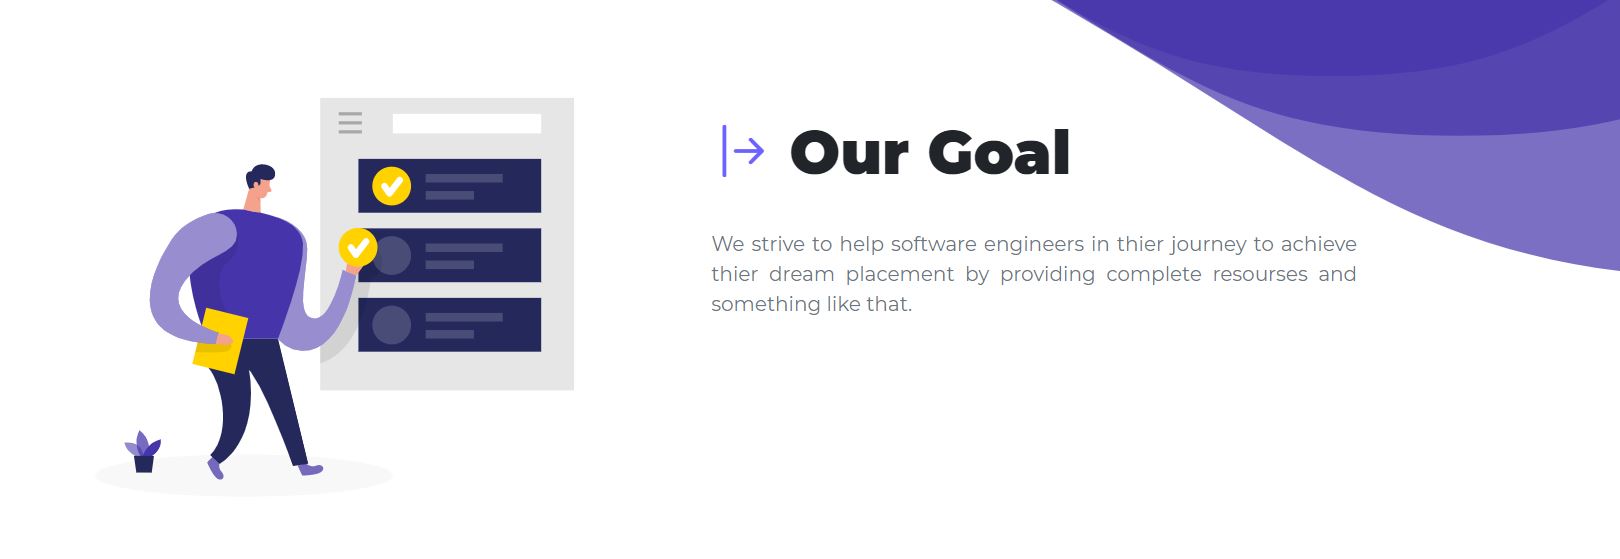 Our Goal
We strive to help software engineers in thier journey to achieve
thier dream placement by providing complete resourses and
something like that.